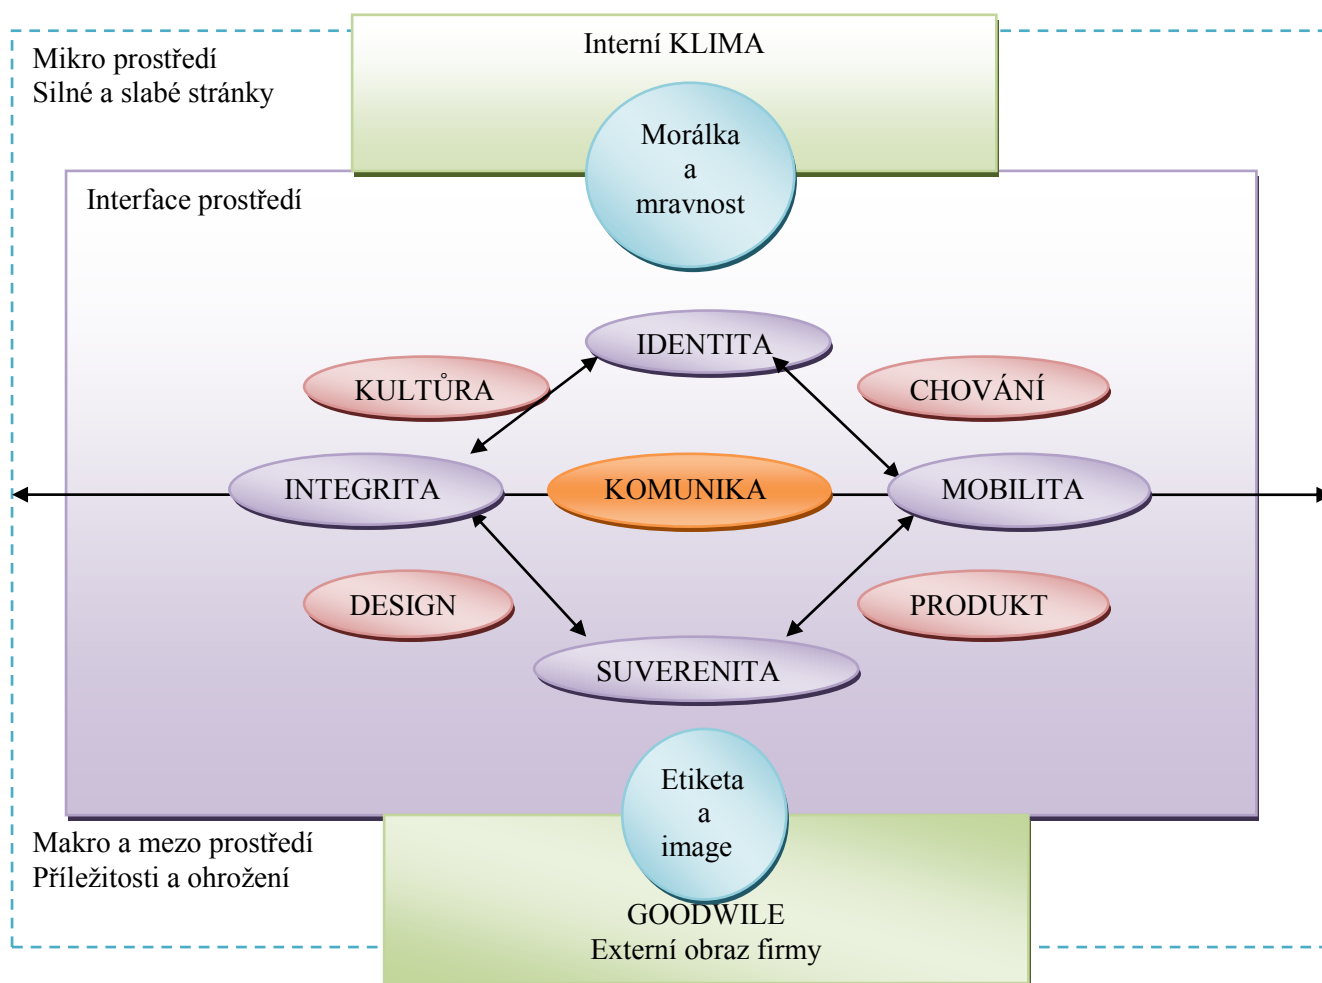 Interní KLIMA
Mikro prostředí
Silné a slabé stránky
Morálka
a
mravnost
Interface prostředí
IDENTITA
KULTŮRA
CHOVÁNÍ
INTEGRITA
KOMUNIKA
MOBILITA
DESIGN
PRODUKT
SUVERENITA
Etiketa
a
image
Makro a mezo prostředí
Příležitosti a ohrožení
GOODWILE
Externí obraz firmy